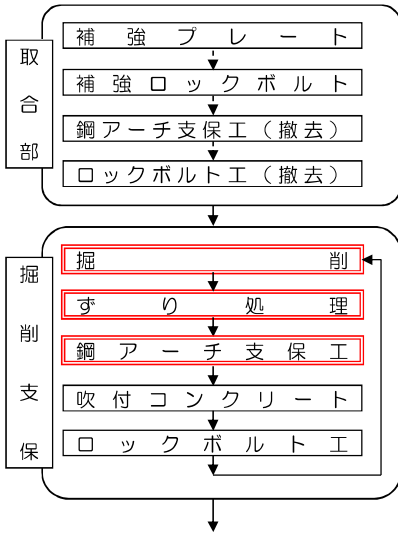 取合部
補強プレート
補強ロックボルト
鋼アーチ支保工（撤去）
ロックボルト工（撤去）
掘削支保
掘削
ずり処理
鋼アーチ支保工
吹付コンクリート
ロックボルト工